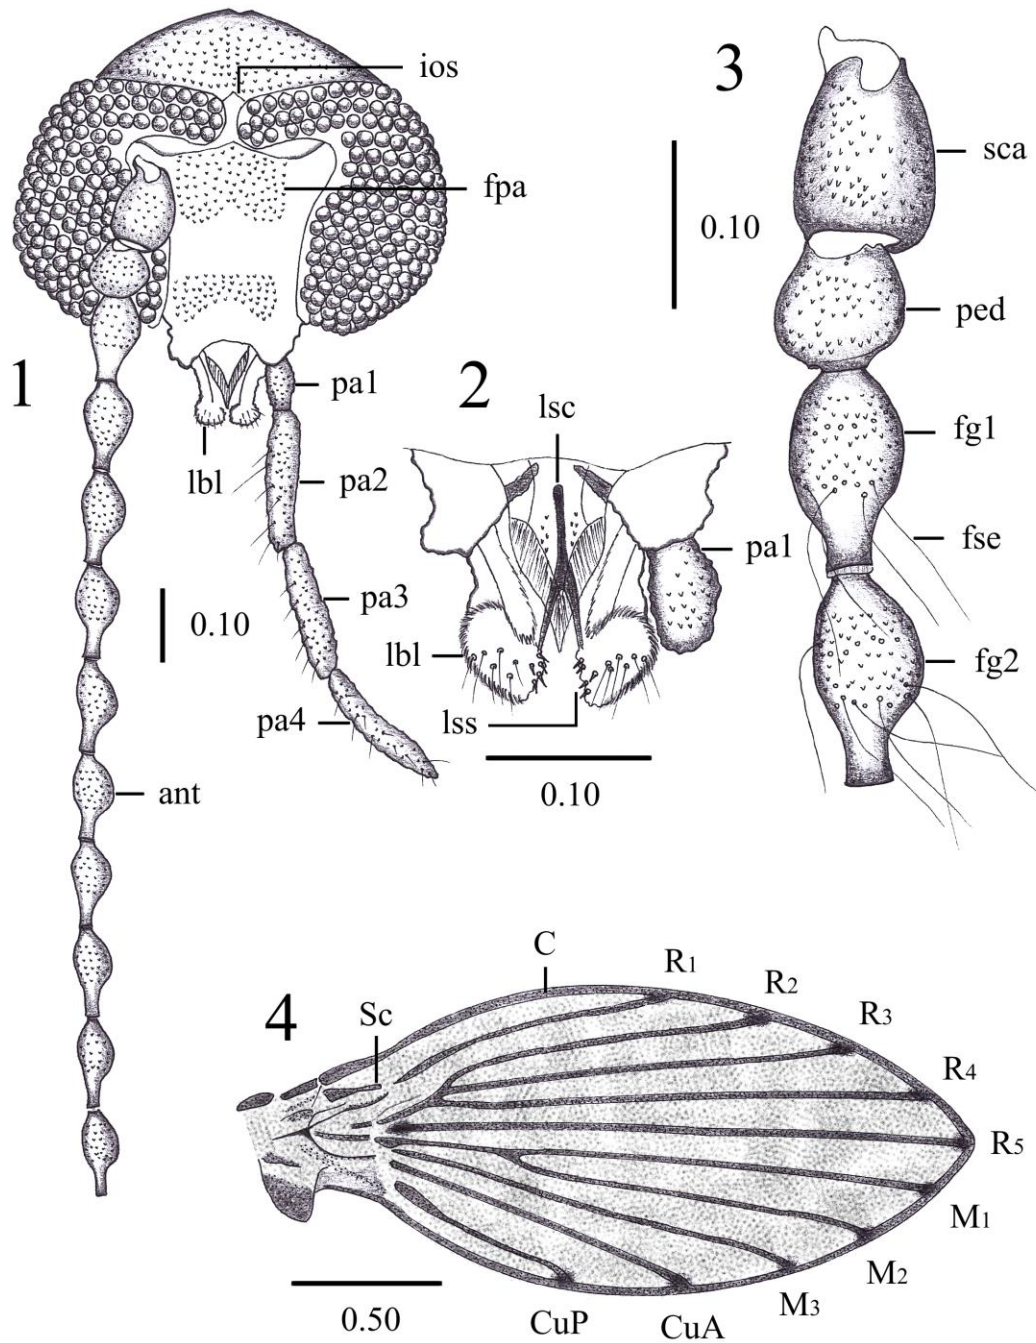 1
ios
fpa
pa1
lbl
pa2
pa3
0.10
pa4
ant
2
lsc
pa1
lbl
lss
0.10
3
sca
0.10
ped
fg1
fse
fg2
4
Sc
C
R1
R2
R3
R4
R5
M1
M2
M3
CuA
CuP
0.50